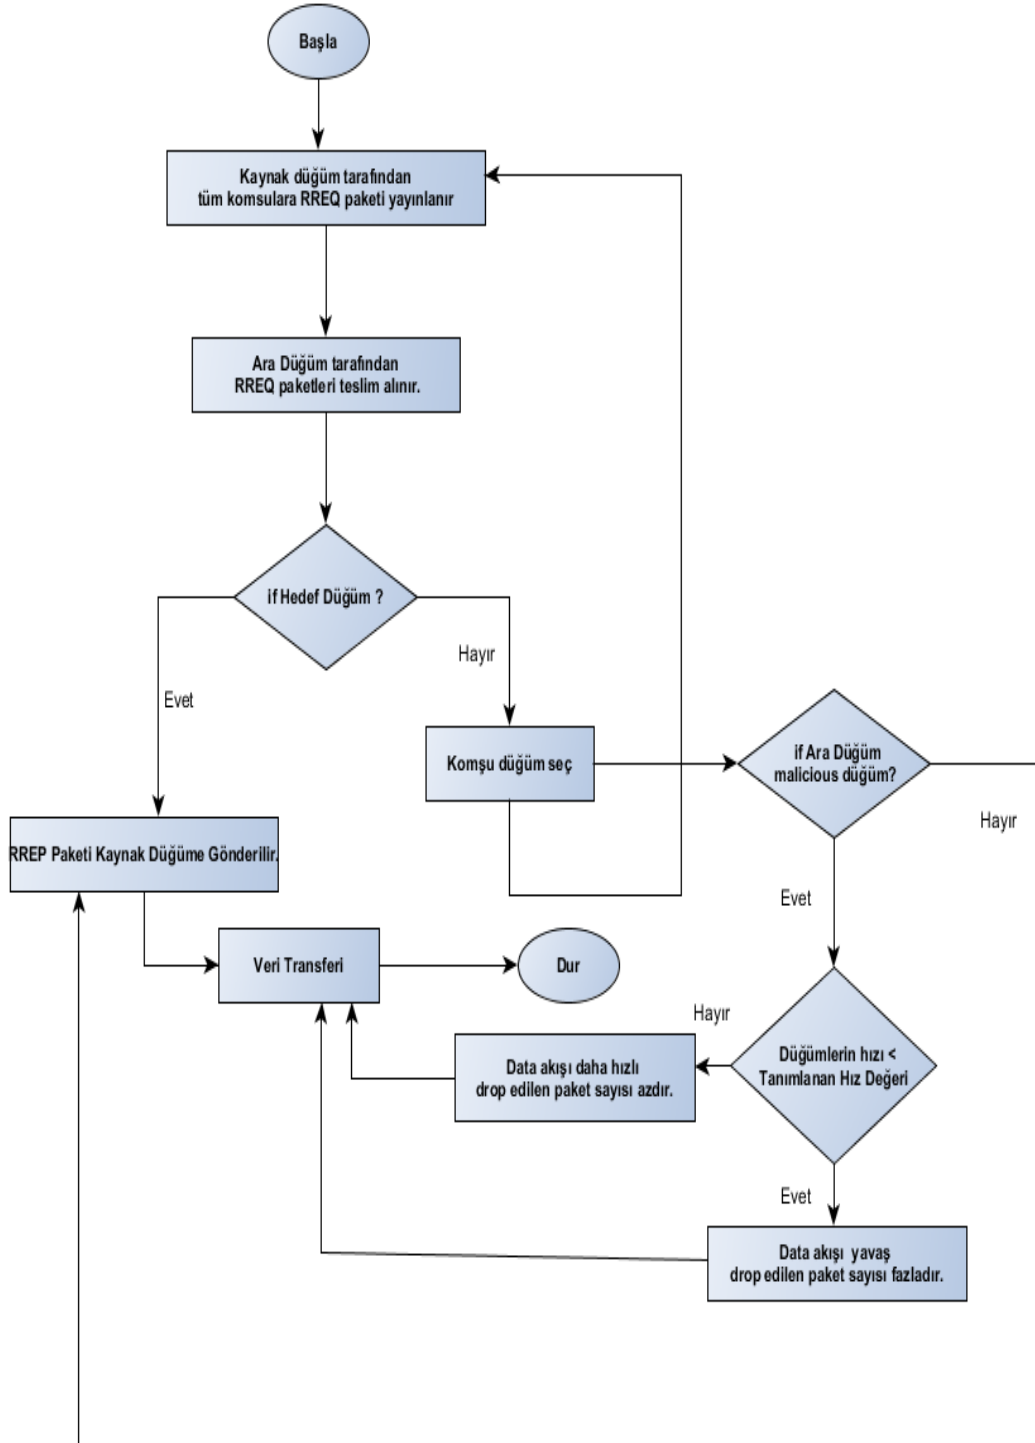 Başla
Kaynak düğüm tarafından
tüm komsulara RREQ paketi yayınlanır
Ara Düğüm tarafından
RREQ paketleri teslim alınır.
if Hedef Düğüm ?
Hayır
Evet
Komşu düğüm seç
if Ara Düğüm
malicious düğüm?
Hayır
RREP Paketi Kaynak Düğüme Gönderilir.
Evet
Veri Transferi
Dur
Hayır
Düğümlerin hızı <
Tanımlanan Hız Değeri
Data akışı daha hızlı
drop edilen paket sayısı azdır.
Evet
Data akışı yavaş
drop edilen paket sayısı fazladır.